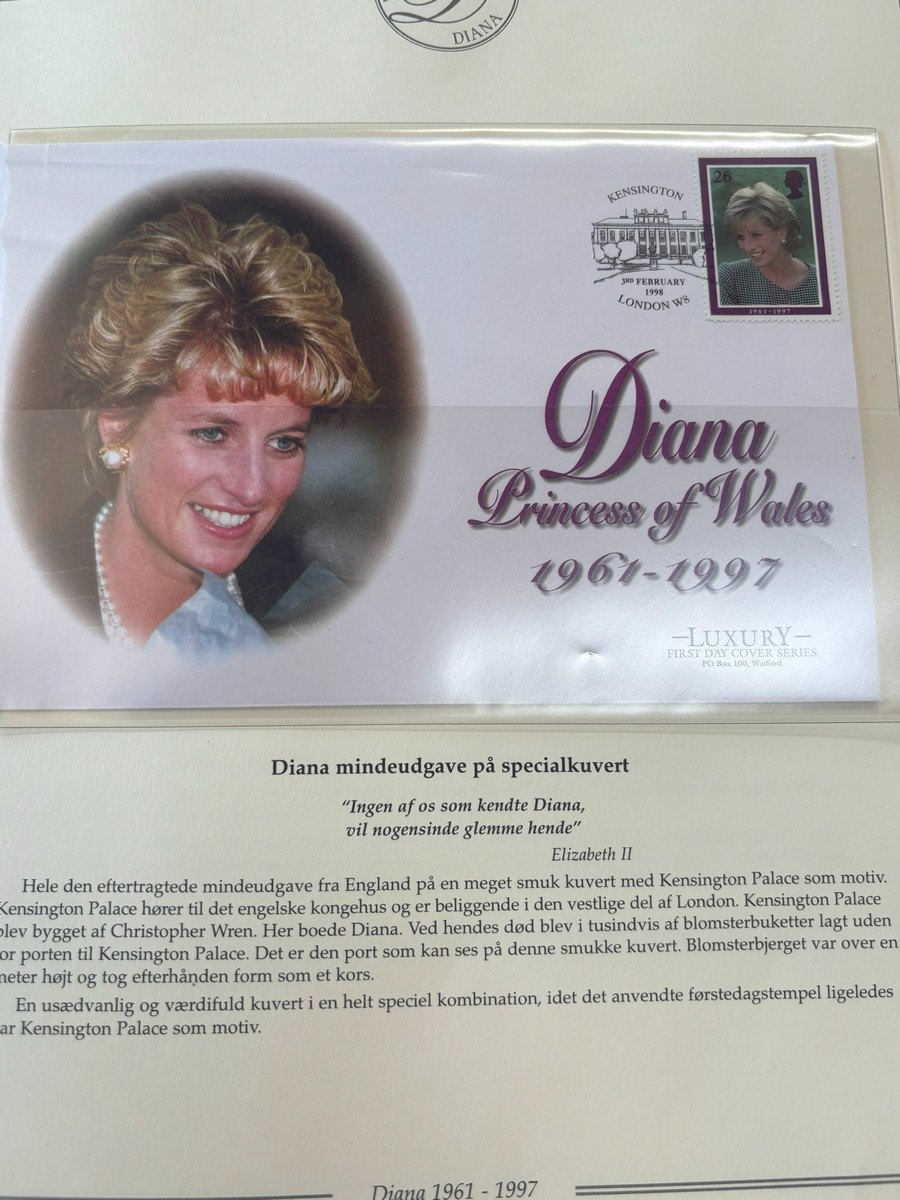 DIANA
KENSINGTON
3RD FEBRUARY
1998
LONDON W8
26
1961-1997
Diana
Princess of Wales
1961-1997
LUXURY
FIRST DAY COVER SERIES
PO Box 100, Watford
Diana mindeudgave på specialkuvert
“Ingen af os som kendte Diana,
vil nogensinde glemme hende”
Elizabeth II
Hele den eftertragtede mindeudgave fra England på en meget smuk kuvert med Kensington Palace som motiv.
Kensington Palace hører til det engelske kongehus og er beliggende i den vestlige del af London. Kensington Palace
blev bygget af Christopher Wren. Her boede Diana. Ved hendes død blev i tusindvis af blomsterbuketter lagt uden
or porten til Kensington Palace. Det er den port som kan ses på denne smukke kuvert. Blomsterbjerget var over en
meter højt og tog efterhånden form som et kors.
En usædvanlig og værdifuld kuvert i en helt speciel kombination, idet det anvendte førstedagstempel ligeledes
ar Kensington Palace som motiv.
Diana 1961 - 1997